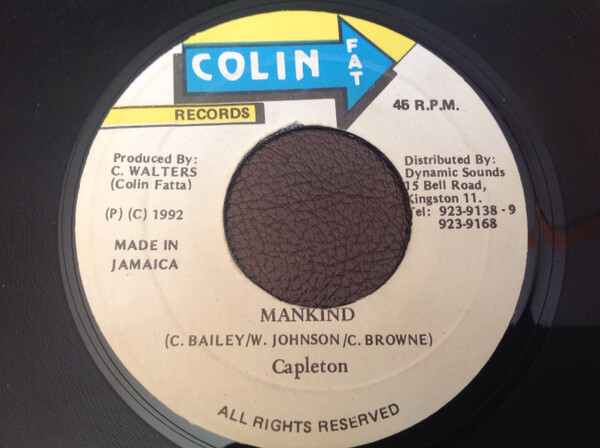 COLIN
FAT
RECORDS
45 R.P.M.
Produced By:
C. WALTERS
(Colin Fatta)
(P) (C) 1992
MADE IN
JAMAICA
Distributed By:
Dynamic Sounds
15 Bell Road,
Kingston 11.
Tel: 923-9138 - 9
923-9168
MANKIND
(C. BAILEY/W. JOHNSON/C. BROWNE)
Capleton
ALL RIGHTS RESERVED